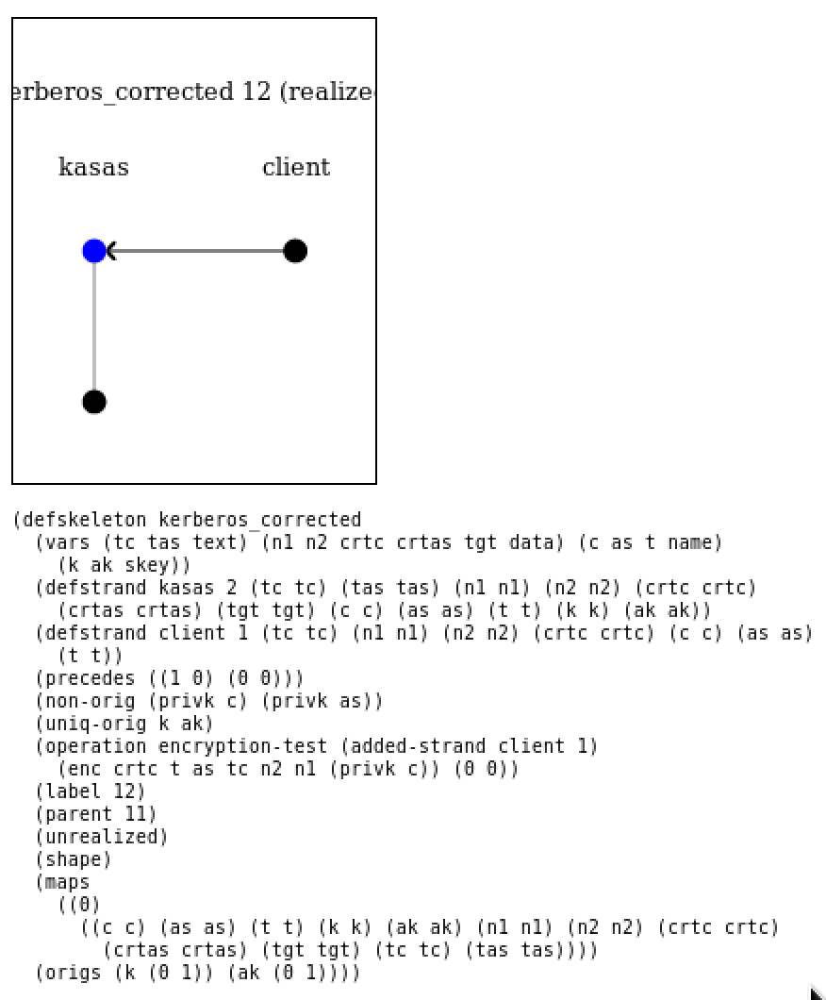 erberos_corrected 12 (realize
kasas client
(defskeleton kerberos_corrected
(vars (tc tas text) (n1 n2 crtc crtas tgt data) (c as t name)
(k ak skey))
(defstrand kasas 2 (tc tc) (tas tas) (n1 n1) (n2 n2) (crtc crtc)
(crtas crtas) (tgt tgt) (c c) (as as) (t t) (k k) (ak ak))
(defstrand client 1 (tc tc) (n1 n1) (n2 n2) (crtc crtc) (c c) (as as)
(t t))
(precedes ((1 0) (0 0)))
(non-orig (privk c) (privk as))
(uniq-orig k ak)
(operation encryption-test (added-strand client 1)
(enc crtc t as tc n2 n1 (privk c)) (0 0))
(label 12)
(parent 11)
(unrealized)
(shape)
(maps
((0)
((c c) (as as) (t t) (k k) (ak ak) (n1 n1) (n2 n2) (crtc crtc)
(crtas crtas) (tgt tgt) (tc tc) (tas tas))))
(origs (k (0 1)) (ak (0 1))))